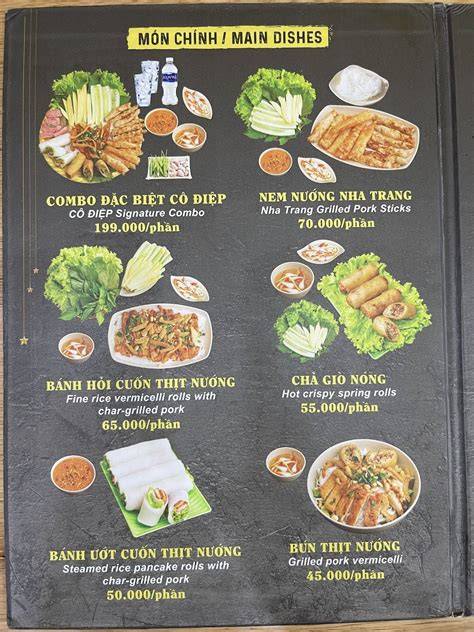 MÓN CHÍNH / MAIN DISHES
COMBO ĐẶC BIỆT CÔ ĐIỆP
CÔ ĐIỆP Signature Combo
199.000/phần
NEM NƯỚNG NHA TRANG
Nha Trang Grilled Pork Sticks
70.000/phần
BÁNH HỎI CUỐN THỊT NƯỚNG
Fine rice vermicelli rolls with
char-grilled pork
65.000/phần
CHẢ GIÒ NÓNG
Hot crispy spring rolls
55.000/phần
BÁNH ƯỚT CUỐN THỊT NƯỚNG
Steamed rice pancake rolls with
char-grilled pork
50.000/phần
BÚN THỊT NƯỚNG
Grilled pork vermicelli
45.000/phần